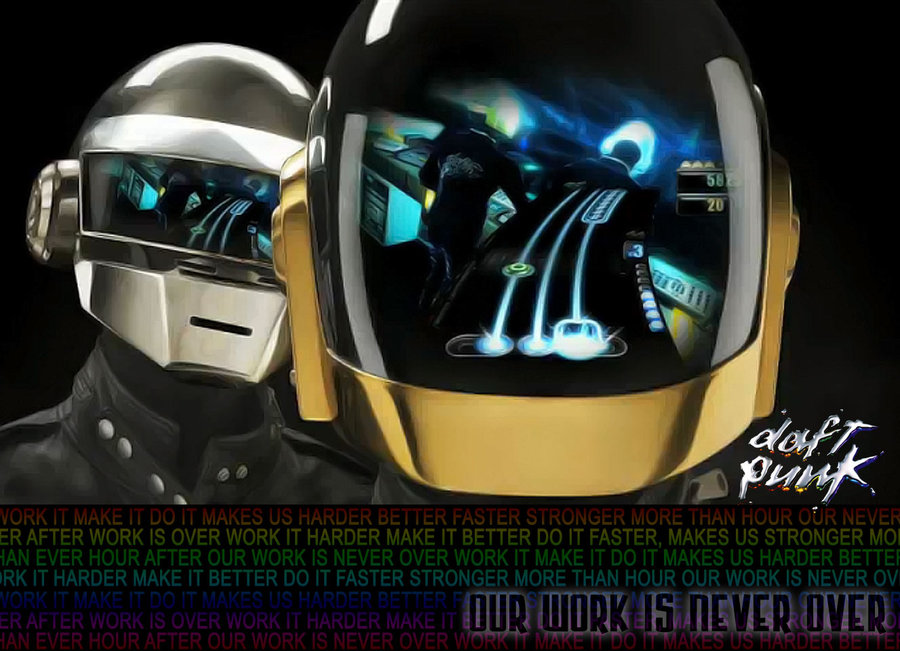 58
20
3
daft
punk
WORK IT MAKE IT DO IT MAKES US HARDER BETTER FASTER STRONGER MORE THAN HOUR OUR NEVER
ER AFTER WORK IS OVER WORK IT HARDER MAKE IT BETTER DO IT FASTER, MAKES US STRONGER MO
HAN EVER HOUR AFTER OUR WORK IS NEVER OVER WORK IT MAKE IT DO IT MAKES US HARDER BETTE
ORK IT HARDER MAKE IT BETTER DO IT FASTER STRONGER MORE THAN HOUR OUR WORK IS NEVER OV
WORK IT MAKE IT DO IT MAKES US HARDER BETTER FASTER
ER AFTER WORK IS OVER WORK IT HARDER MAKE IT
HAN EVER HOUR AFTER OUR WORK IS NEVER OVER WORK IT MAKE IT DO IT MAKES US HARDER BETTE
OUR WORK IS NEVER OVER